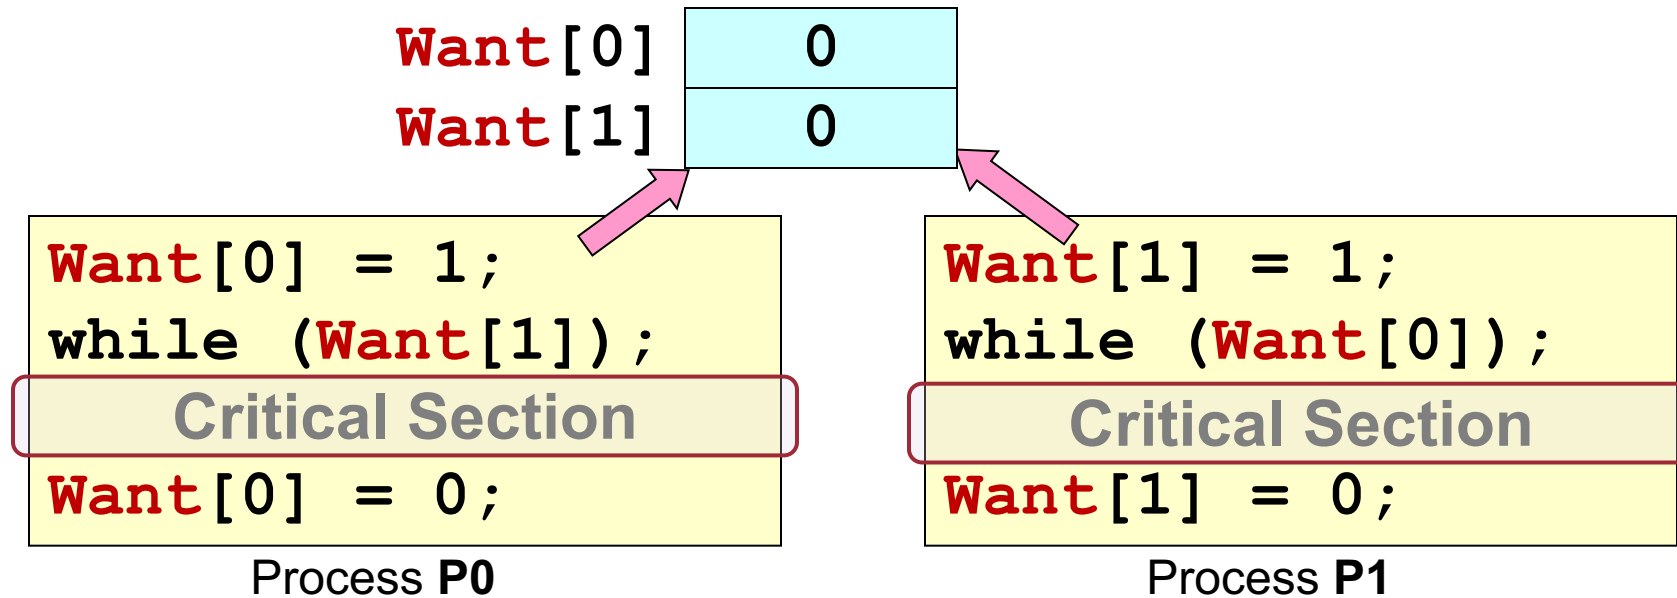 Want[0] 0
Want[1] 0
Want[0] = 1;
while (Want[1]);
Critical Section
Want[0] = 0;
Process P0
Want[1] = 1;
while (Want[0]);
Critical Section
Want[1] = 0;
Process P1